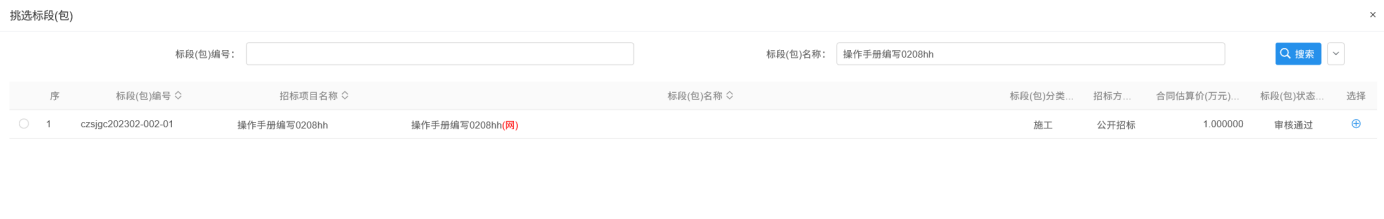 挑选标段(包) ×
标段(包)编号： 标段(包)名称： 操作手册编写0208hh 搜索
序 标段(包)编号 招标项目名称 标段(包)名称 标段(包)分类... 招标方... 合同估算价(万元)... 标段(包)状态... 选择
1 czsjgc202302-002-01 操作手册编写0208hh 操作手册编写0208hh(网) 施工 公开招标 1.000000 审核通过